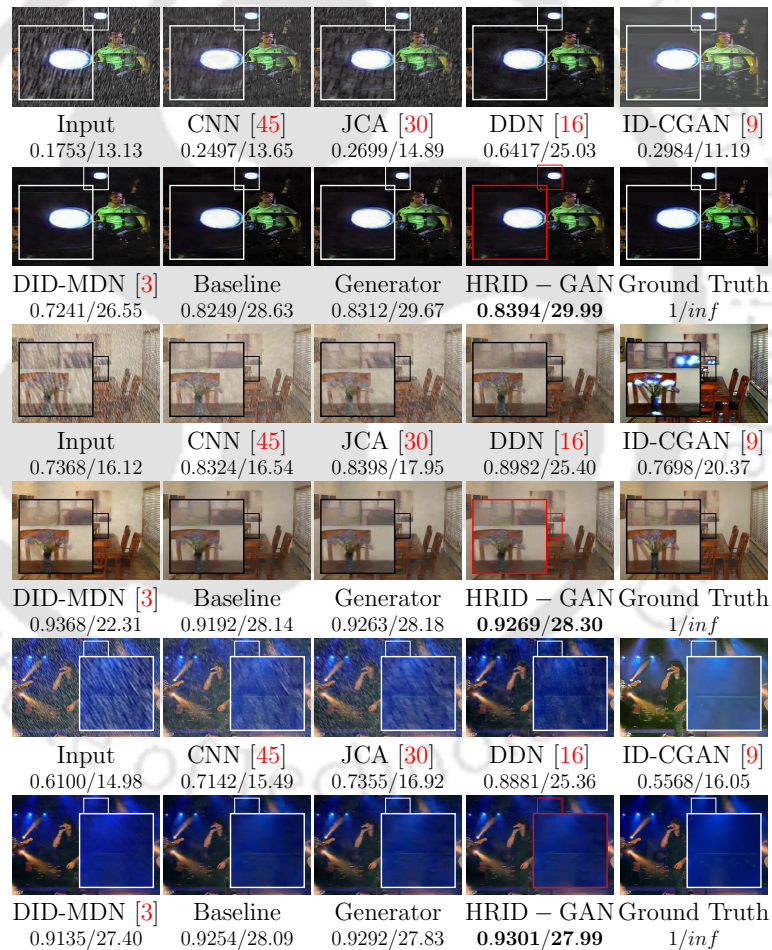 Input CNN [45] JCA [30] DDN [16] ID-CGAN [9]
0.1753/13.13 0.2497/13.65 0.2699/14.89 0.6417/25.03 0.2984/11.19
DID-MDN [3] Baseline Generator HRID − GAN Ground Truth
0.7241/26.55 0.8249/28.63 0.8312/29.67 0.8394/29.99 1/inf
Input CNN [45] JCA [30] DDN [16] ID-CGAN [9]
0.7368/16.12 0.8324/16.54 0.8398/17.95 0.8982/25.40 0.7698/20.37
DID-MDN [3] Baseline Generator HRID − GAN Ground Truth
0.9368/22.31 0.9192/28.14 0.9263/28.18 0.9269/28.30 1/inf
Input CNN [45] JCA [30] DDN [16] ID-CGAN [9]
0.6100/14.98 0.7142/15.49 0.7355/16.92 0.8881/25.36 0.5568/16.05
DID-MDN [3] Baseline Generator HRID − GAN Ground Truth
0.9135/27.40 0.9254/28.09 0.9292/27.83 0.9301/27.99 1/inf